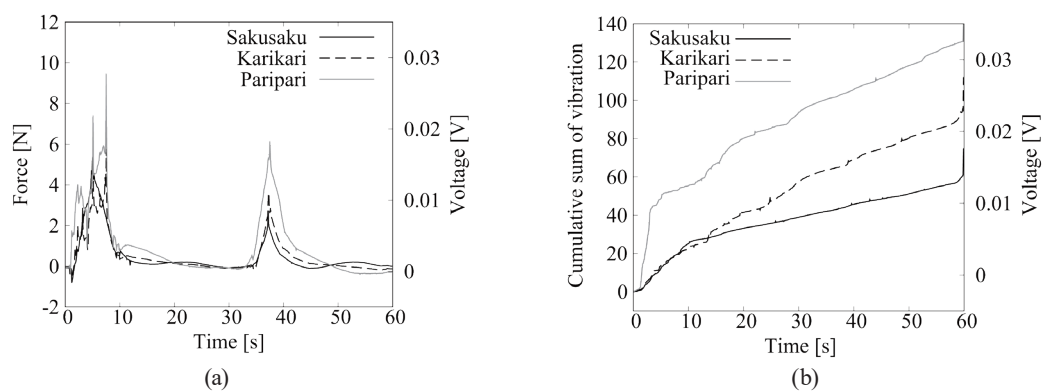 12
10
8
6
4
2
0
-2
Force [N]
0 10 20 30 40 50 60
Time [s]
0.03
0.02
0.01
0
Voltage [V]
Sakusaku
Karikari
Paripari
(a)
140
120
100
80
60
40
20
0
Cumulative sum of vibration
0 10 20 30 40 50 60
Time [s]
0.03
0.02
0.01
0
Voltage [V]
Sakusaku
Karikari
Paripari
(b)